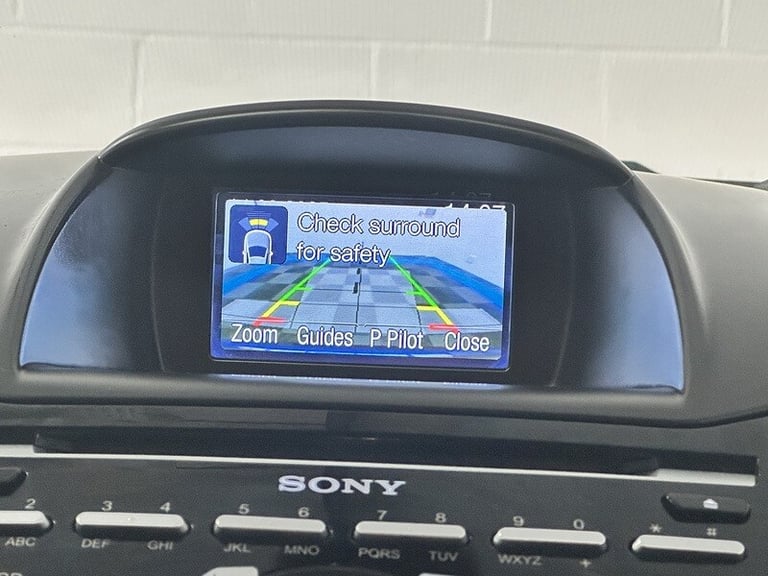 Check surround
for safety
Zoom Guides P Pilot Close
SONY
2 3 4 5 6 7 8 9 0 * #
ABC DEF GHI JKL MNO PQRS TUV WXYZ +